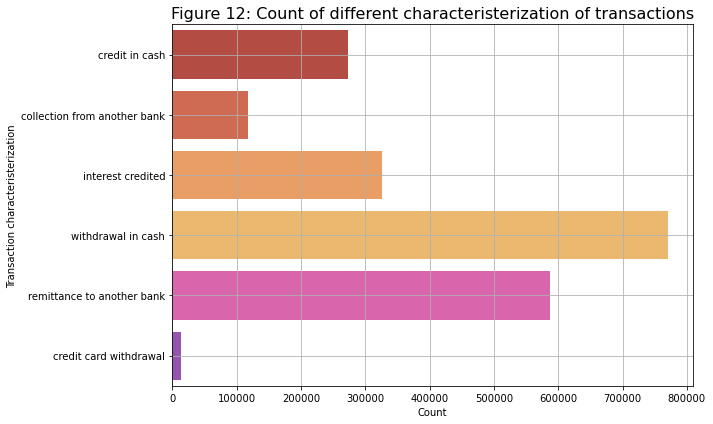 Figure 12: Count of different characteristerization of transactions
Transaction characteristerization
credit in cash
collection from another bank
interest credited
withdrawal in cash
remittance to another bank
credit card withdrawal
0 100000 200000 300000 400000 500000 600000 700000 800000
Count